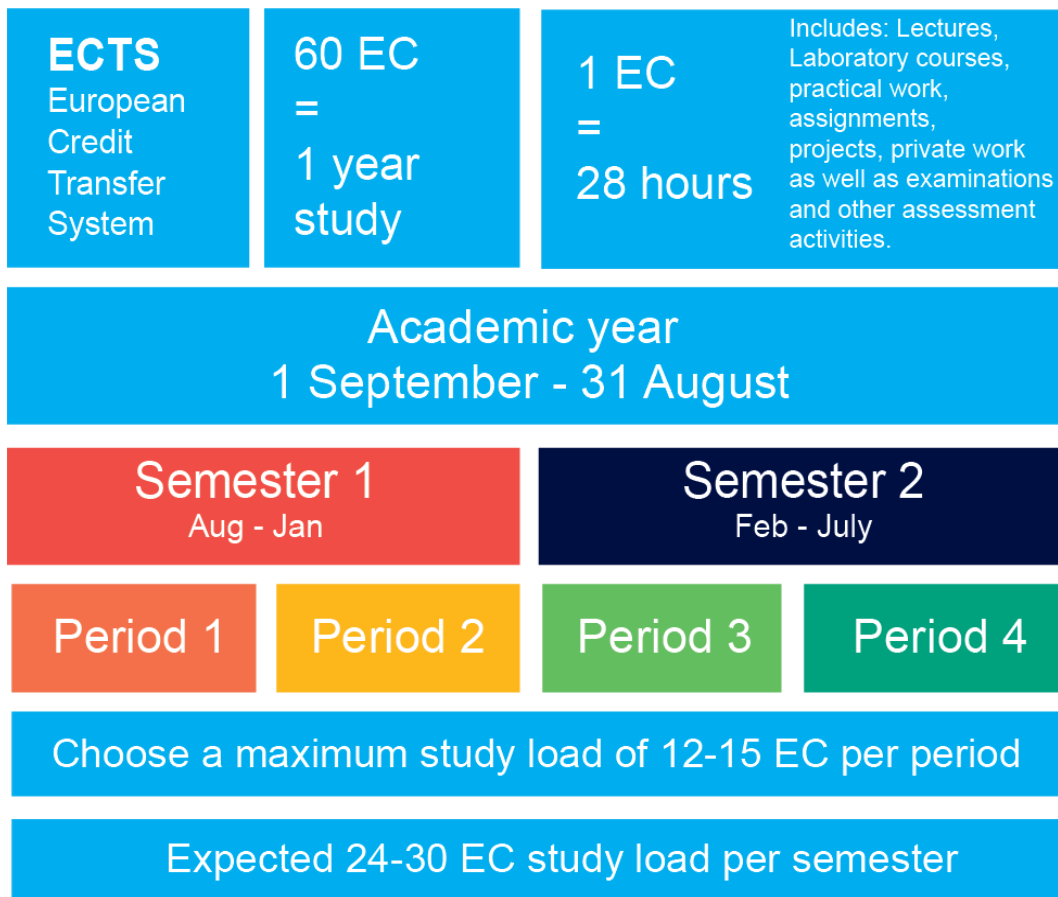 ECTS
European
Credit
Transfer
System
60 EC
=
1 year
study
1 EC
=
28 hours
Includes: Lectures,
Laboratory courses,
practical work,
assignments,
projects, private work
as well as examinations
and other assessment
activities.
Academic year
1 September - 31 August
Semester 1
Aug - Jan
Semester 2
Feb - July
Period 1
Period 2
Period 3
Period 4
Choose a maximum study load of 12-15 EC per period
Expected 24-30 EC study load per semester